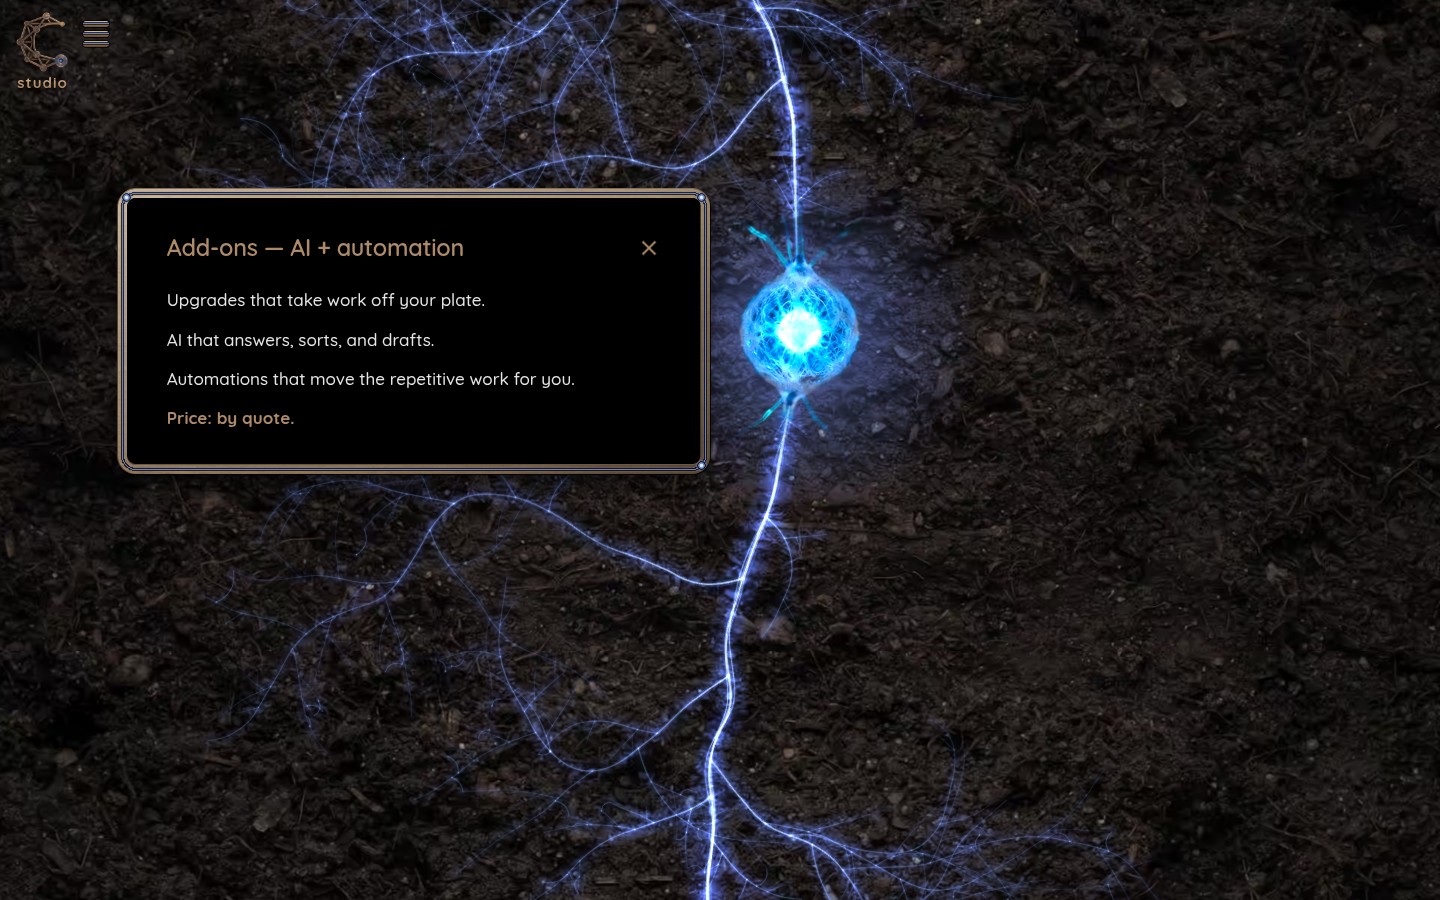 studio
Add-ons — AI + automation
Upgrades that take work off your plate.
AI that answers, sorts, and drafts.
Automations that move the repetitive work for you.
Price: by quote.